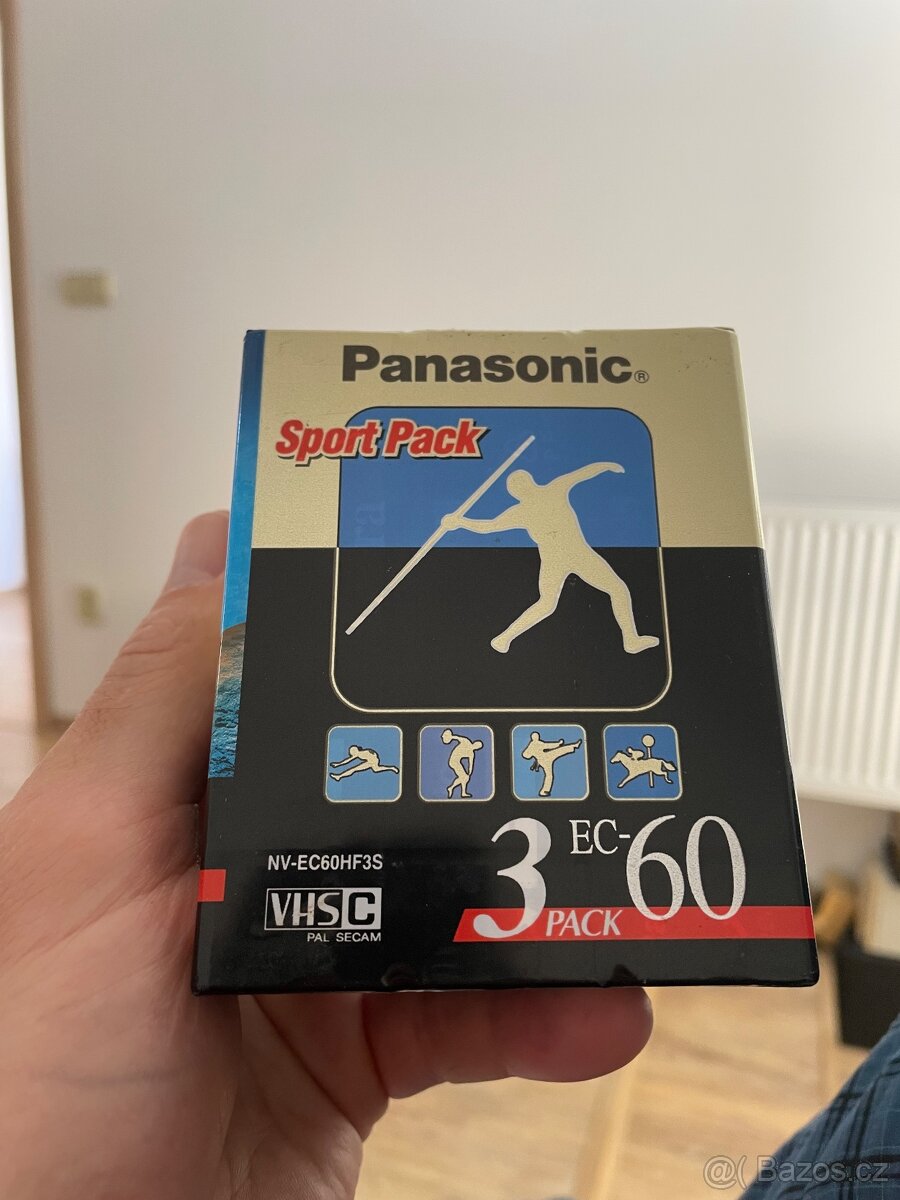 Panasonic®
Sport Pack
NV-EC60HF3S
VHS C
PAL SECAM
3 PACK
EC-60
@( Bazos.cz